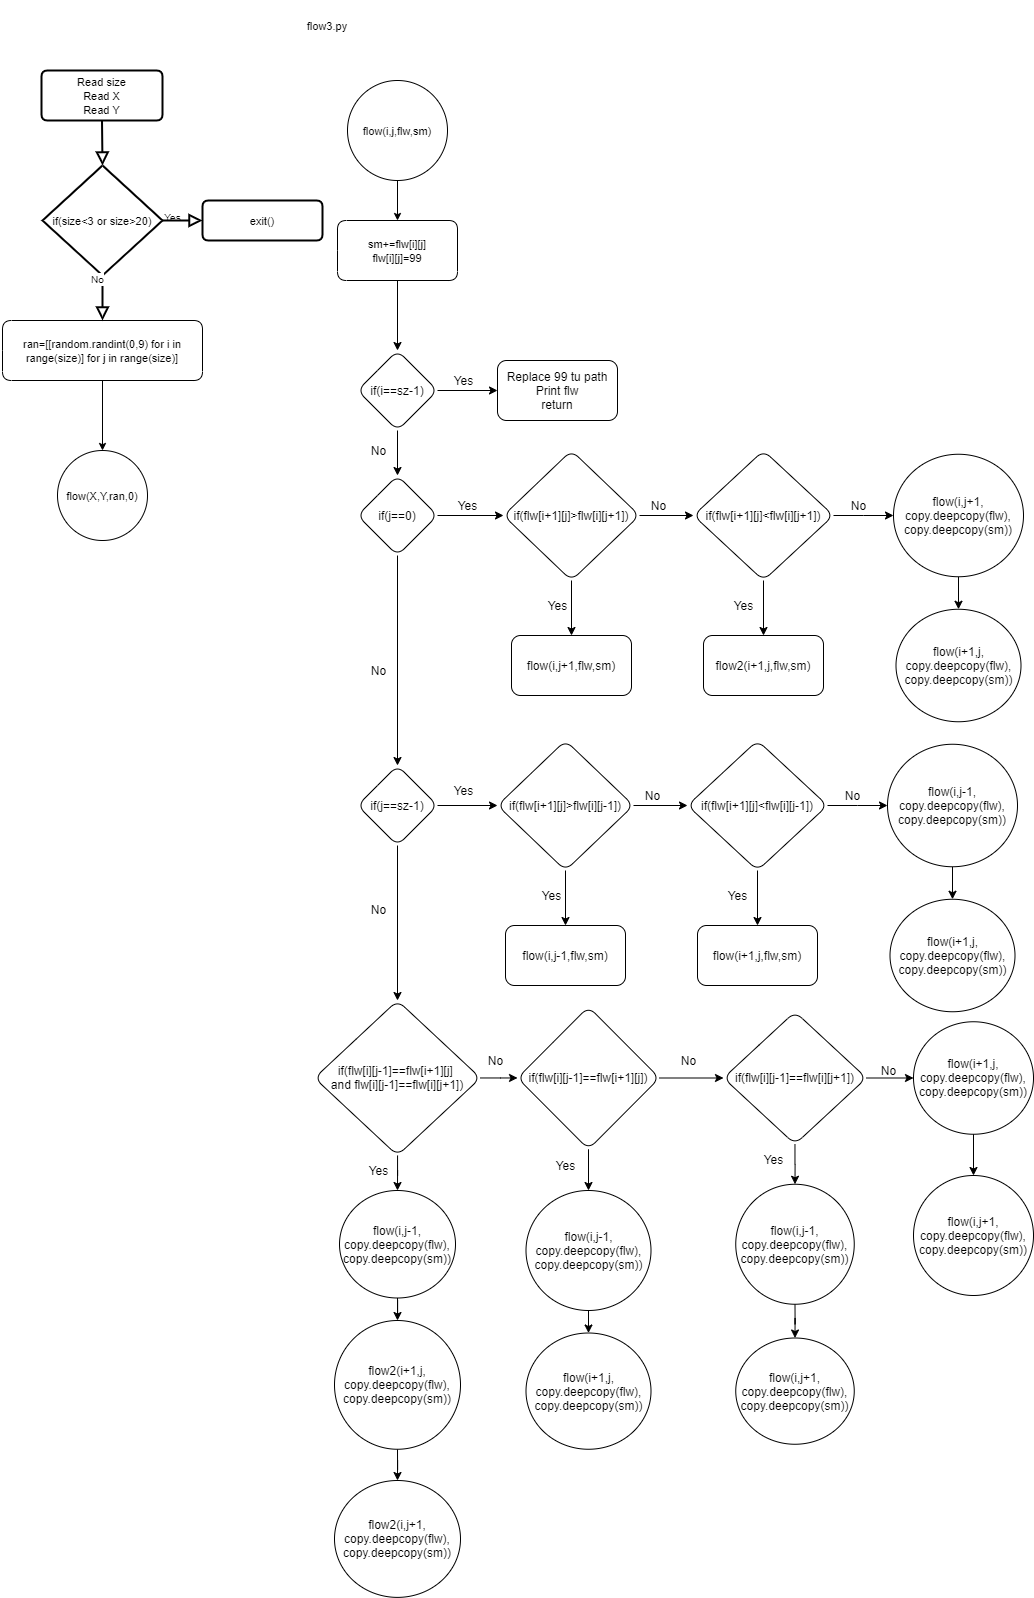 flow3.py
Read size
Read X
Read Y
if(size<3 or size>20)
Yes
exit()
No
ran=[[random.randint(0,9) for i in
range(size)] for j in range(size)]
flow(X,Y,ran,0)
flow(i,j,flw,sm)
sm+=flw[i][j]
flw[i][j]=99
if(i==sz-1)
Yes
Replace 99 tu path
Print flw
return
No
if(j==0)
Yes
if(flw[i+1][j]>flw[i][j+1])
No
if(flw[i+1][j]<flw[i][j+1])
No
flow(i,j+1,
copy.deepcopy(flw),
copy.deepcopy(sm))
Yes
flow(i,j+1,flw,sm)
Yes
flow2(i+1,j,flw,sm)
flow(i+1,j,
copy.deepcopy(flw),
copy.deepcopy(sm))
No
if(j==sz-1)
Yes
if(flw[i+1][j]>flw[i][j-1])
No
if(flw[i+1][j]<flw[i][j-1])
No
flow(i,j-1,
copy.deepcopy(flw),
copy.deepcopy(sm))
Yes
flow(i,j-1,flw,sm)
Yes
flow(i+1,j,flw,sm)
flow(i+1,j,
copy.deepcopy(flw),
copy.deepcopy(sm))
No
if(flw[i][j-1]==flw[i+1][j]
and flw[i][j-1]==flw[i][j+1])
No
if(flw[i][j-1]==flw[i+1][j])
No
if(flw[i][j-1]==flw[i][j+1])
No
flow(i+1,j,
copy.deepcopy(flw),
copy.deepcopy(sm))
Yes
flow(i,j-1,
copy.deepcopy(flw),
copy.deepcopy(sm))
Yes
flow(i,j-1,
copy.deepcopy(flw),
copy.deepcopy(sm))
Yes
flow(i,j-1,
copy.deepcopy(flw),
copy.deepcopy(sm))
flow(i,j+1,
copy.deepcopy(flw),
copy.deepcopy(sm))
flow2(i+1,j,
copy.deepcopy(flw),
copy.deepcopy(sm))
flow(i+1,j,
copy.deepcopy(flw),
copy.deepcopy(sm))
flow(i,j+1,
copy.deepcopy(flw),
copy.deepcopy(sm))
flow2(i,j+1,
copy.deepcopy(flw),
copy.deepcopy(sm))